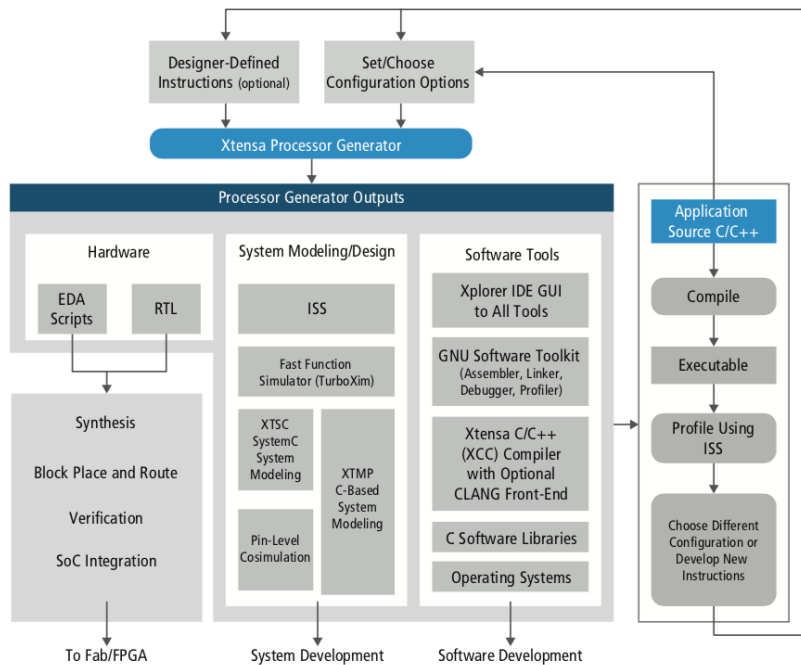 Designer-Defined
Instructions (optional)
Set/Choose
Configuration Options
Xtensa Processor Generator
Processor Generator Outputs
Hardware
EDA
Scripts
RTL
Synthesis
Block Place and Route
Verification
SoC Integration
To Fab/FPGA
System Modeling/Design
ISS
Fast Function
Simulator (TurboXim)
XTSC
SystemC
System
Modeling
XTMP
C-Based
System
Modeling
Pin-Level
Cosimulation
System Development
Software Tools
Xplorer IDE GUI
to All Tools
GNU Software Toolkit
(Assembler, Linker,
Debugger, Profiler)
Xtensa C/C++
(XCC) Compiler
with Optional
CLANG Front-End
C Software Libraries
Operating Systems
Software Development
Application
Source C/C++
Compile
Executable
Profile Using
ISS
Choose Different
Configuration or
Develop New
Instructions